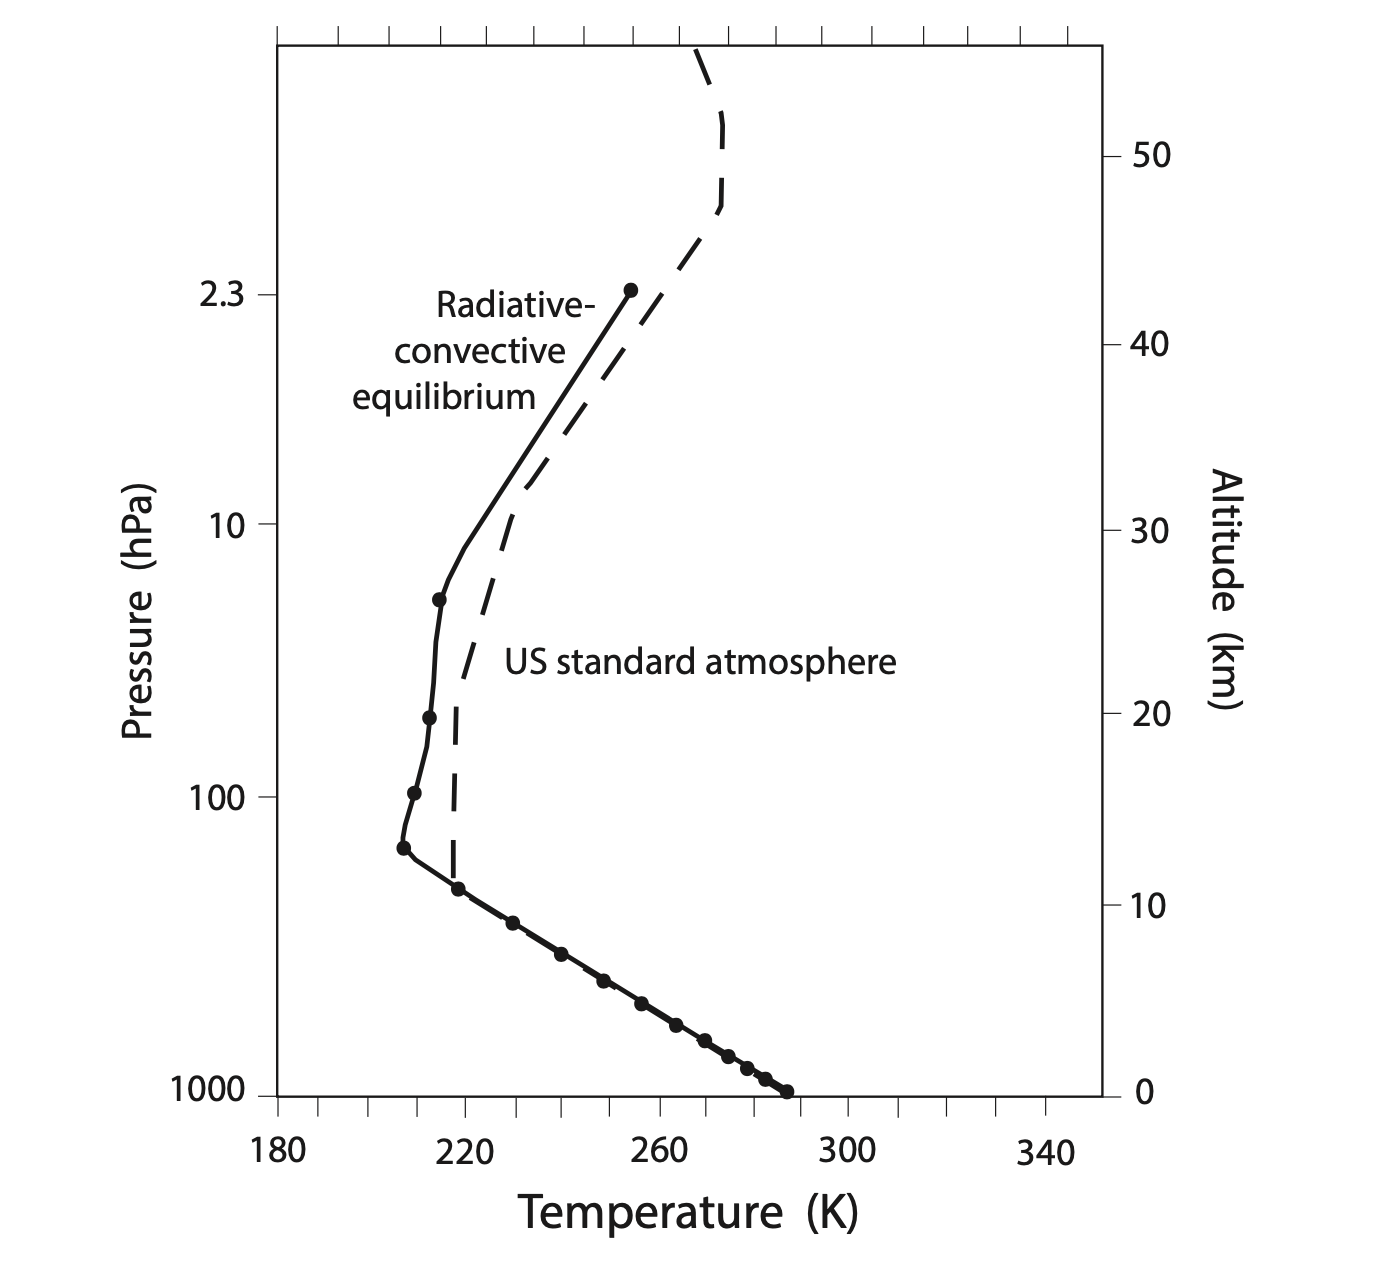 50
2.3
Radiative-
convective
equilibrium
40
10
30
Pressure (hPa)
Altitude (km)
US standard atmosphere
20
100
10
1000
0
180 220 260 300 340
Temperature (K)